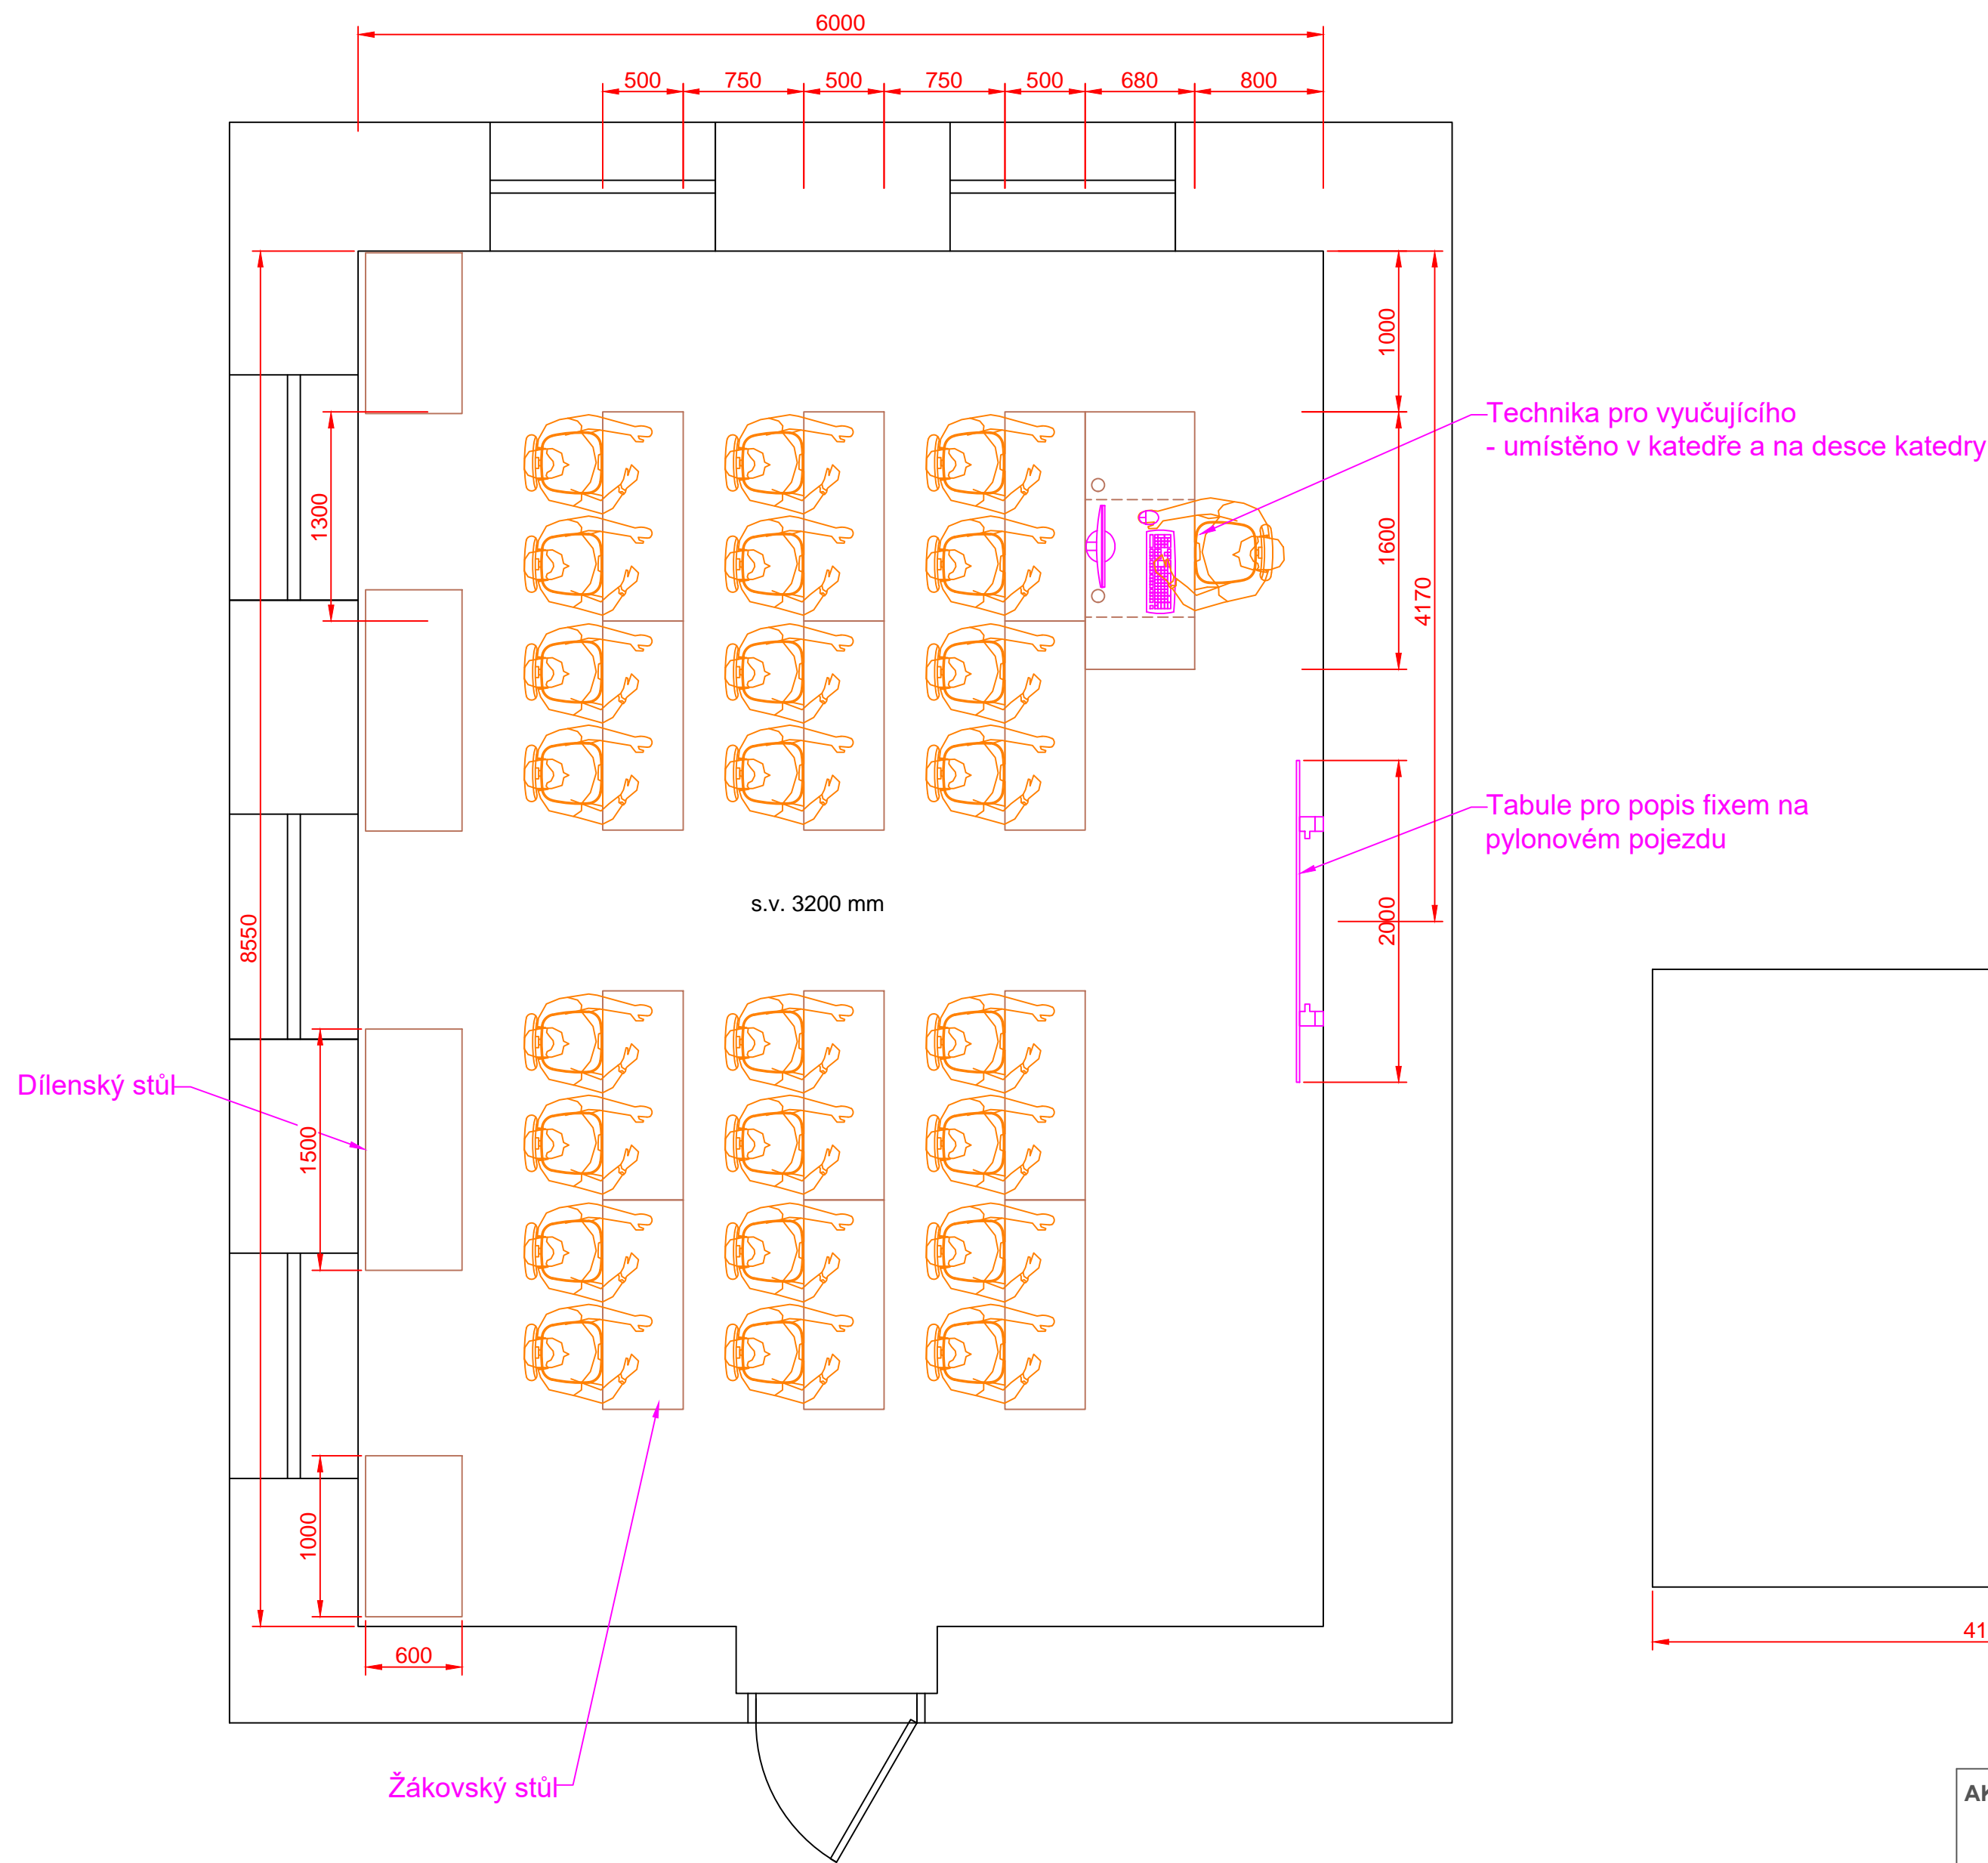 6000
500 750 500 750 500 680 800
1000
Technika pro vyučujícího
- umístěno v katedře a na desce katedry
1300
1600
4170
Tabule pro popis fixem na
pylonovém pojezdu
s.v. 3200 mm
8550
2000
Dílenský stůl
1500
1000
600
41
Žákovský stůl